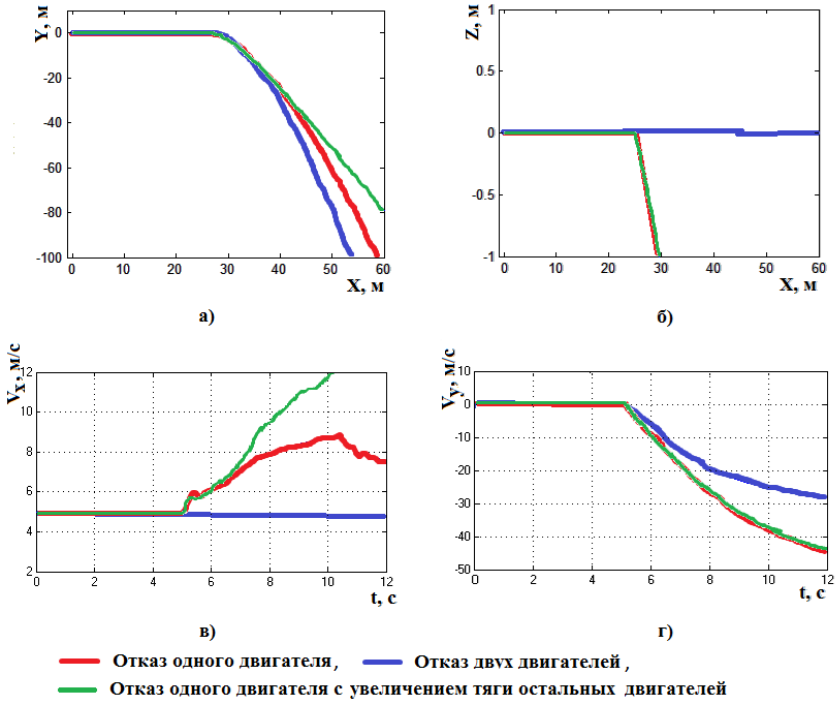 Y, м
0
-20
-40
-60
-80
-100
0 10 20 30 40 50 60
X, м
а)
Z, м
1
0.5
0
-0.5
-1
0 10 20 30 40 50 60
X, м
б)
V_x, м/с
12
10
8
6
4
2
0 2 4 6 8 10 12
t, с
в)
V_y, м/с
10
0
-10
-20
-30
-40
-50
0 2 4 6 8 10 12
t, с
г)
Отказ одного двигателя, Отказ двух двигателей ,
Отказ одного двигателя с увеличением тяги остальных двигателей